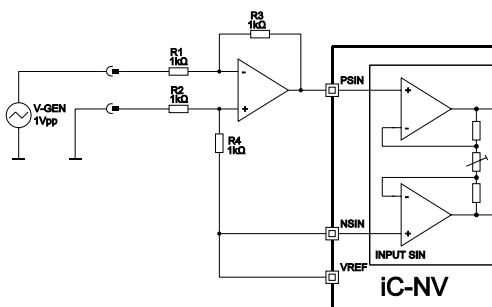 R3
1kΩ
R1
1kΩ
-
+
PSIN
+
-
R2
1kΩ
V-GEN
1Vpp
R4
1kΩ
-
+
NSIN
INPUT SIN
VREF
iC-NV